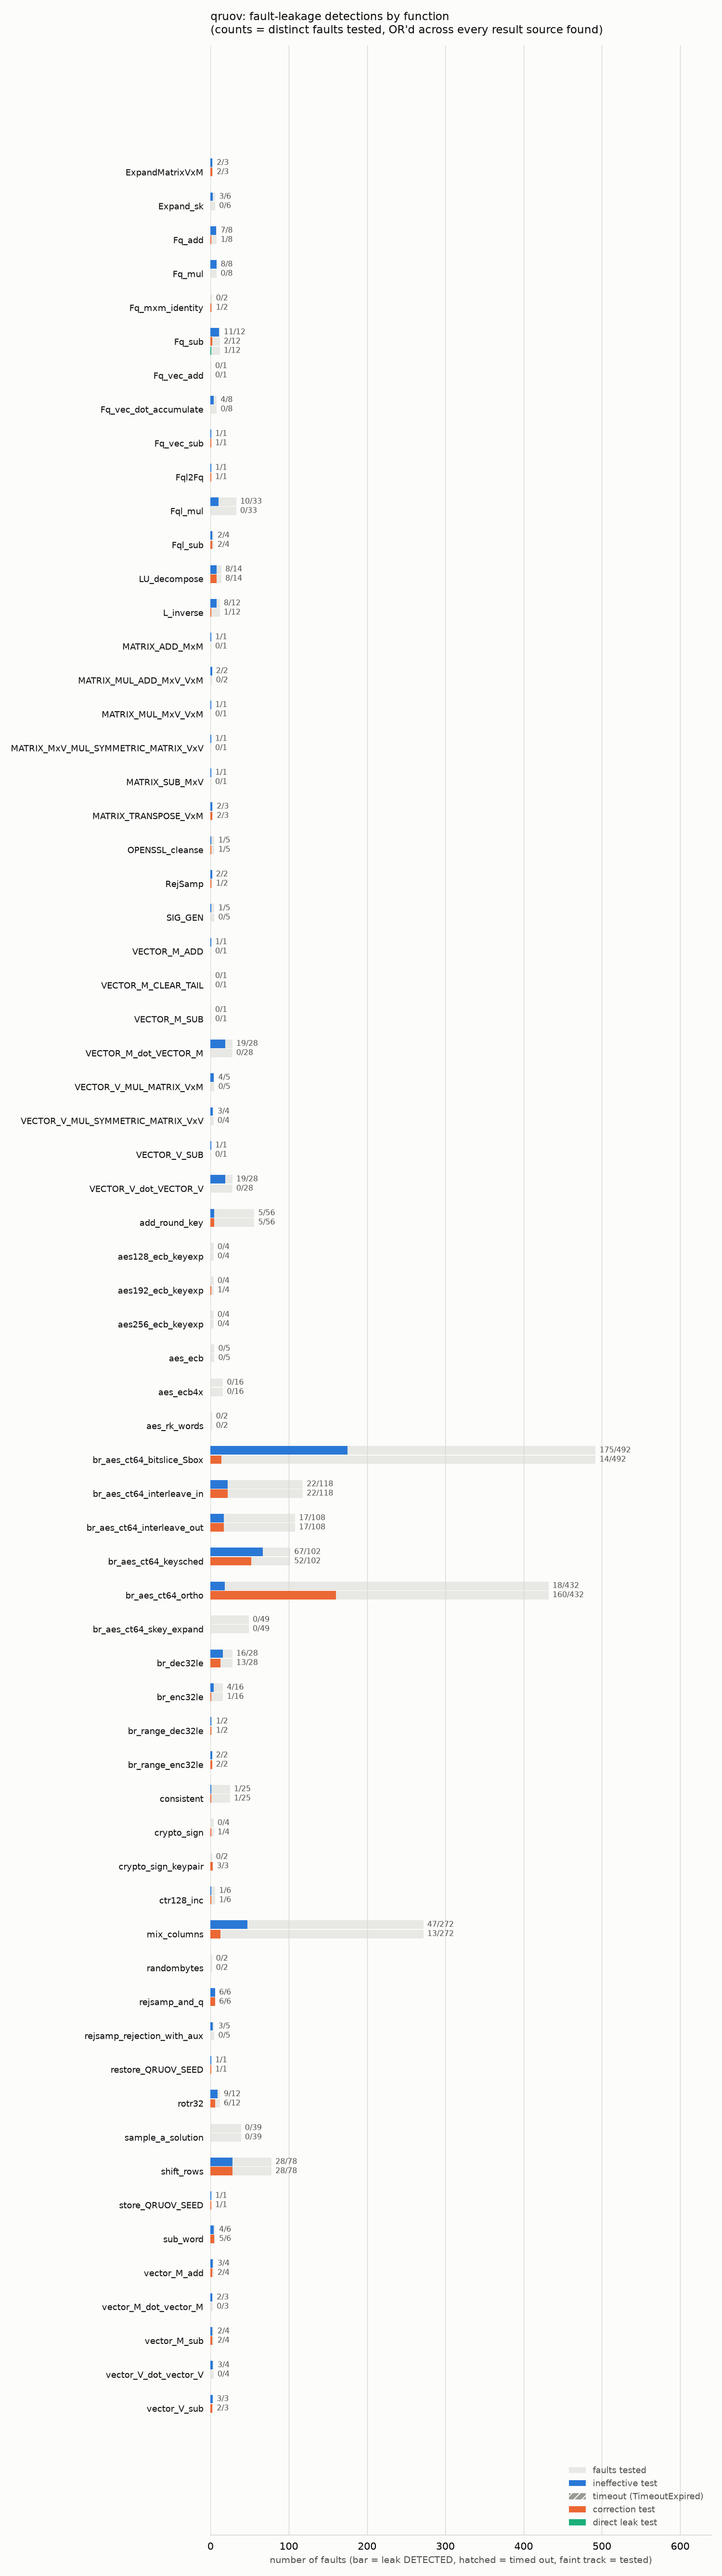 qruov: fault-leakage detections by function
(counts = distinct faults tested, OR'd across every result source found)
ExpandMatrixVxM
2/3
2/3
Expand_sk
3/6
0/6
Fq_add
7/8
1/8
Fq_mul
8/8
0/8
Fq_mxm_identity
0/2
1/2
Fq_sub
11/12
2/12
1/12
Fq_vec_add
0/1
0/1
Fq_vec_dot_accumulate
4/8
0/8
Fq_vec_sub
1/1
1/1
Fql2Fq
1/1
1/1
Fql_mul
10/33
0/33
Fql_sub
2/4
2/4
LU_decompose
8/14
8/14
L_inverse
8/12
1/12
MATRIX_ADD_MxM
1/1
0/1
MATRIX_MUL_ADD_MxV_VxM
2/2
0/2
MATRIX_MUL_MxV_VxM
1/1
0/1
MATRIX_MxV_MUL_SYMMETRIC_MATRIX_VxV
1/1
0/1
MATRIX_SUB_MxV
1/1
0/1
MATRIX_TRANSPOSE_VxM
2/3
2/3
OPENSSL_cleanse
1/5
1/5
RejSamp
2/2
1/2
SIG_GEN
1/5
0/5
VECTOR_M_ADD
1/1
0/1
VECTOR_M_CLEAR_TAIL
0/1
0/1
VECTOR_M_SUB
0/1
0/1
VECTOR_M_dot_VECTOR_M
19/28
0/28
VECTOR_V_MUL_MATRIX_VxM
4/5
0/5
VECTOR_V_MUL_SYMMETRIC_MATRIX_VxV
3/4
0/4
VECTOR_V_SUB
1/1
0/1
VECTOR_V_dot_VECTOR_V
19/28
0/28
add_round_key
5/56
5/56
aes128_ecb_keyexp
0/4
0/4
aes192_ecb_keyexp
0/4
1/4
aes256_ecb_keyexp
0/4
0/4
aes_ecb
0/5
0/5
aes_ecb4x
0/16
0/16
aes_rk_words
0/2
0/2
br_aes_ct64_bitslice_Sbox
175/492
14/492
br_aes_ct64_interleave_in
22/118
22/118
br_aes_ct64_interleave_out
17/108
17/108
br_aes_ct64_keysched
67/102
52/102
br_aes_ct64_ortho
18/432
160/432
br_aes_ct64_skey_expand
0/49
0/49
br_dec32le
16/28
13/28
br_enc32le
4/16
1/16
br_range_dec32le
1/2
1/2
br_range_enc32le
2/2
2/2
consistent
1/25
1/25
crypto_sign
0/4
1/4
crypto_sign_keypair
0/2
3/3
ctr128_inc
1/6
1/6
mix_columns
47/272
13/272
randombytes
0/2
0/2
rejsamp_and_q
6/6
6/6
rejsamp_rejection_with_aux
3/5
0/5
restore_QRUOV_SEED
1/1
1/1
rotr32
9/12
6/12
sample_a_solution
0/39
0/39
shift_rows
28/78
28/78
store_QRUOV_SEED
1/1
1/1
sub_word
4/6
5/6
vector_M_add
3/4
2/4
vector_M_dot_vector_M
2/3
0/3
vector_M_sub
2/4
2/4
vector_V_dot_vector_V
3/4
0/4
vector_V_sub
3/3
2/3
faults tested
ineffective test
timeout (TimeoutExpired)
correction test
direct leak test
0 100 200 300 400 500 600
number of faults (bar = leak DETECTED, hatched = timed out, faint track = tested)